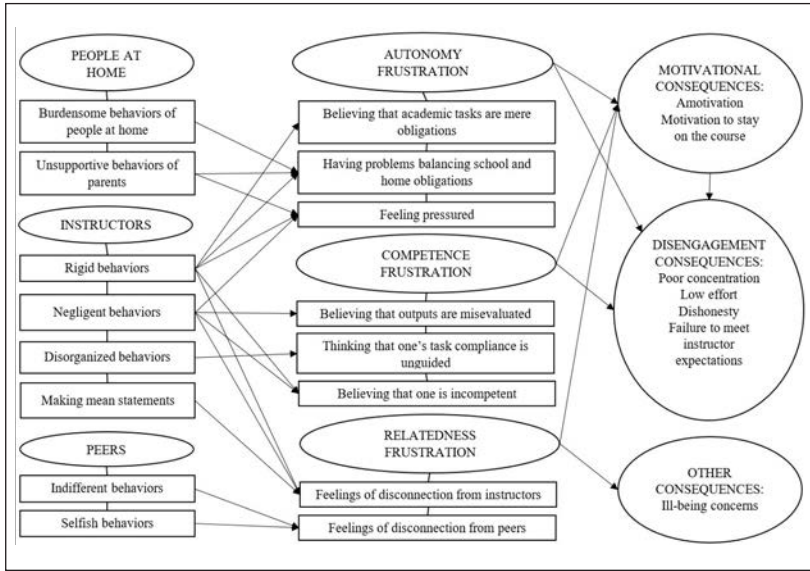 PEOPLE AT
HOME
Burdensome behaviors of
people at home
Unsupportive behaviors of
parents
INSTRUCTORS
Rigid behaviors
Negligent behaviors
Disorganized behaviors
Making mean statements
PEERS
Indifferent behaviors
Selfish behaviors
AUTONOMY
FRUSTRATION
Believing that academic tasks are mere
obligations
Having problems balancing school and
home obligations
Feeling pressured
COMPETENCE
FRUSTRATION
Believing that outputs are misevaluated
Thinking that one's task compliance is
unguided
Believing that one is incompetent
RELATEDNESS
FRUSTRATION
Feelings of disconnection from instructors
Feelings of disconnection from peers
MOTIVATIONAL
CONSEQUENCES:
Amotivation
Motivation to stay
on the course
DISENGAGEMENT
CONSEQUENCES:
Poor concentration
Low effort
Dishonesty
Failure to meet
instructor
expectations
OTHER
CONSEQUENCES:
Ill-being concerns